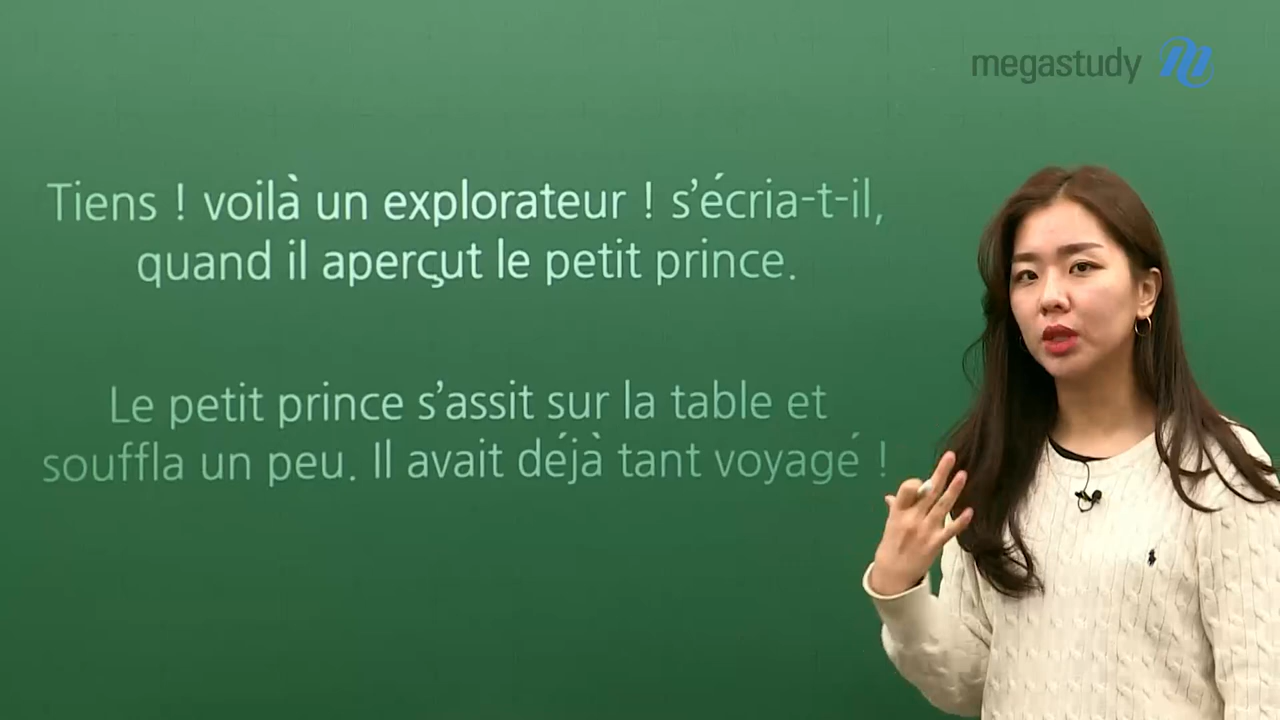 megastudy
Tiens ! voilà un explorateur ! s'écria-t-il,
quand il aperçut le petit prince.
Le petit prince s'assit sur la table et
souffla un peu. Il avait déjà tant voyagé !